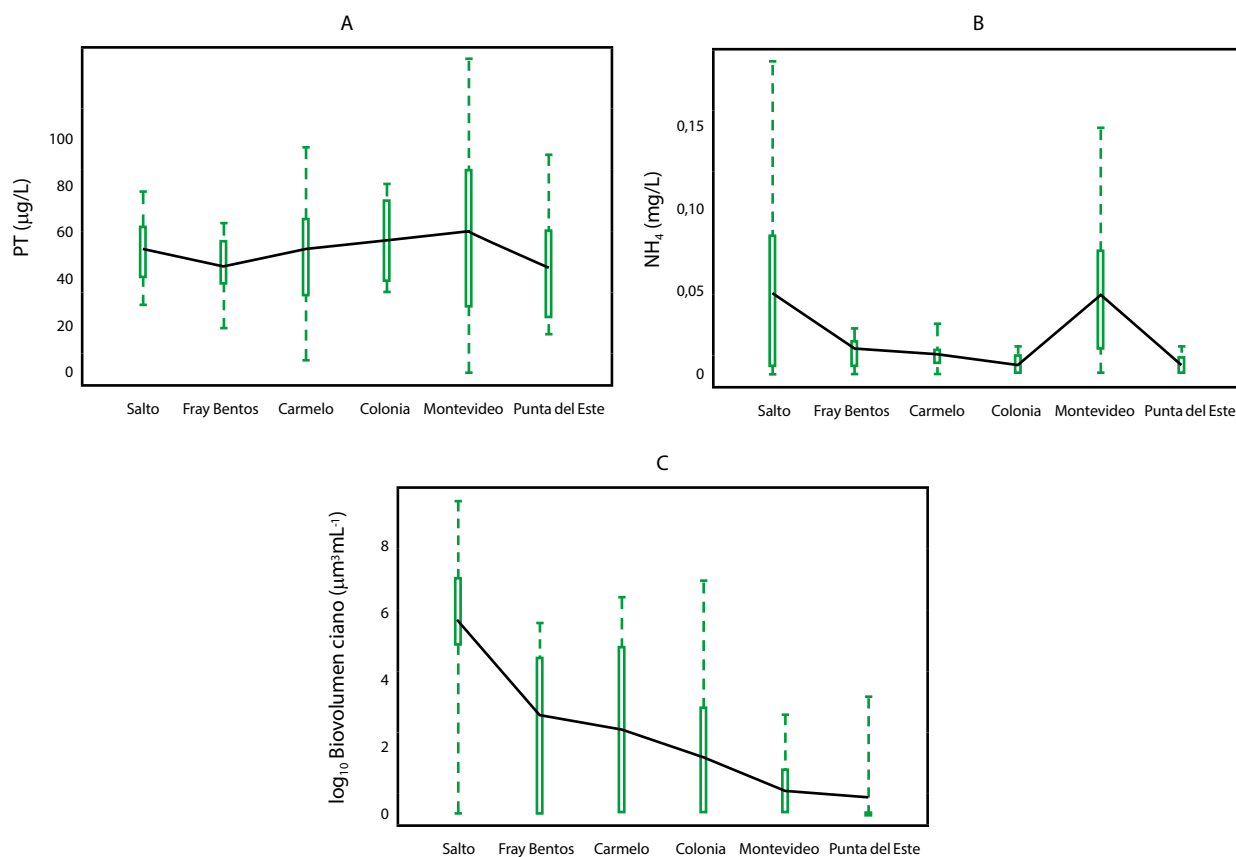 A
PT (µg/L)
100
80
60
40
20
0
Salto Fray Bentos Carmelo Colonia Montevideo Punta del Este
B
NH₄ (mg/L)
0,15
0,10
0,05
0
Salto Fray Bentos Carmelo Colonia Montevideo Punta del Este
C
log₁₀ Biovolumen ciano (µm³mL⁻¹)
8
6
4
2
0
Salto Fray Bentos Carmelo Colonia Montevideo Punta del Este